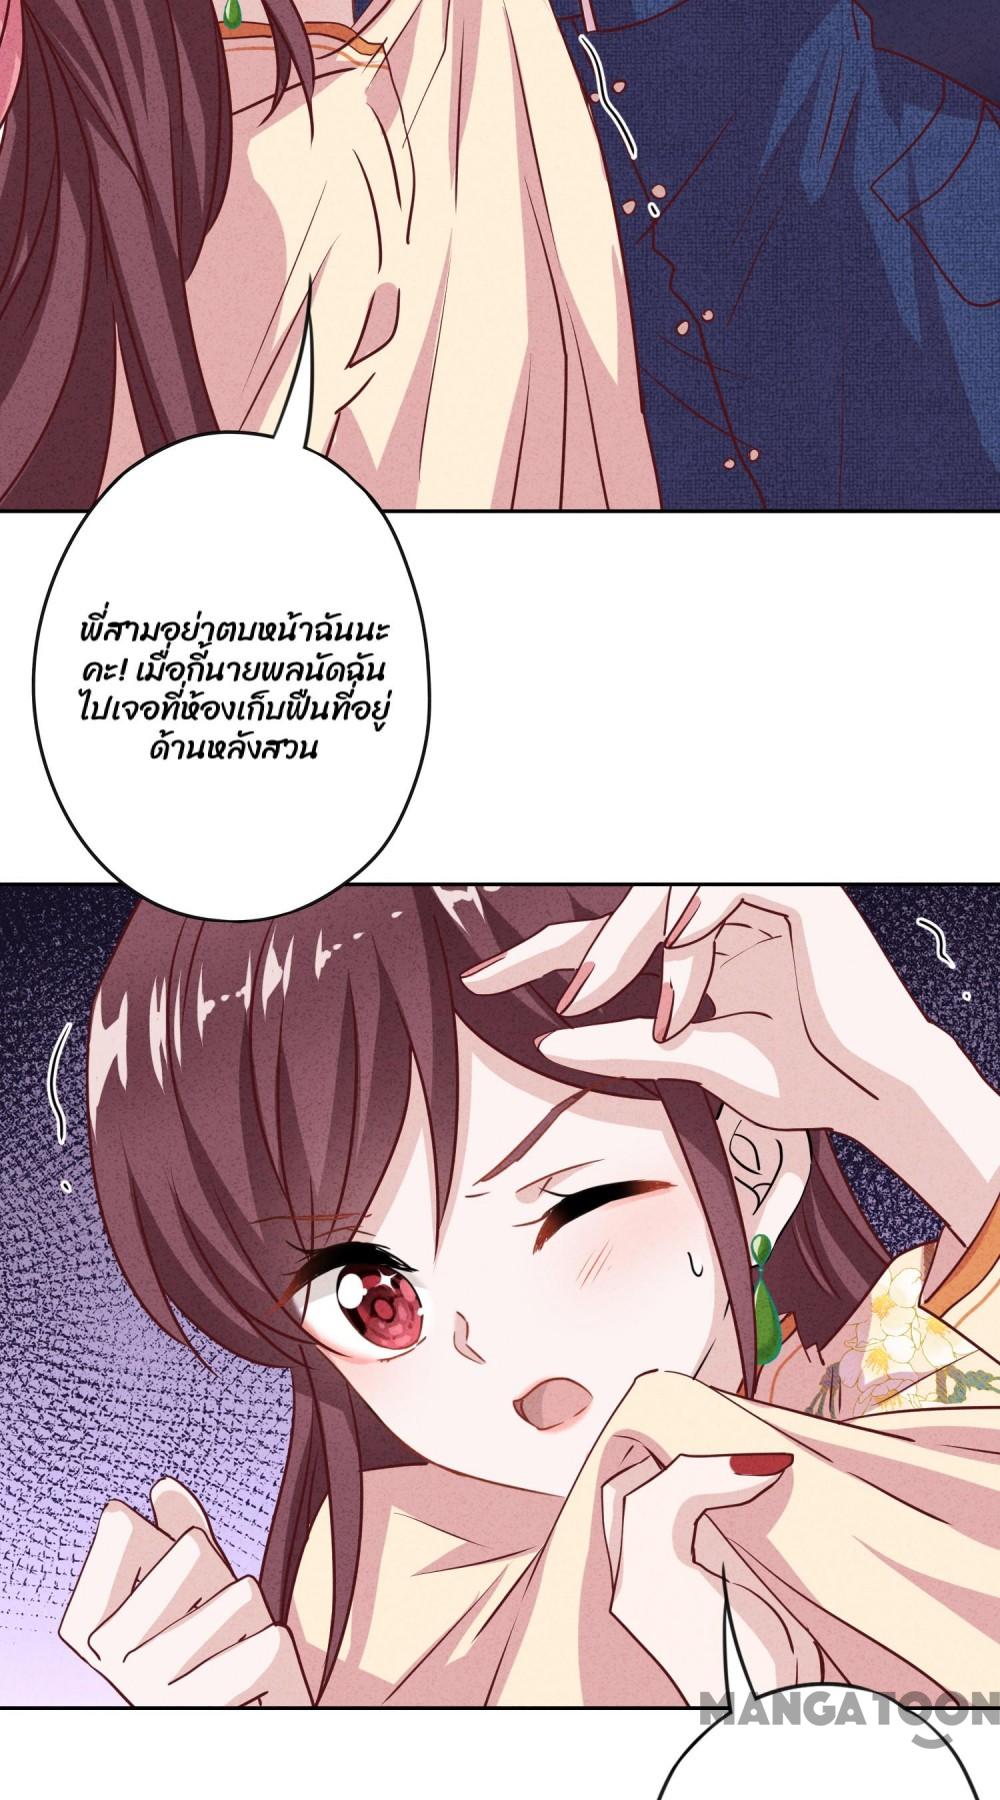 พี่สามอย่าตบหน้าฉันนะ
คะ! เมื่อกี้นายพลนัดฉัน
ไปเจอที่ห้องเก็บฟืนที่อยู่
ด้านหลังสวน
MANGATOON